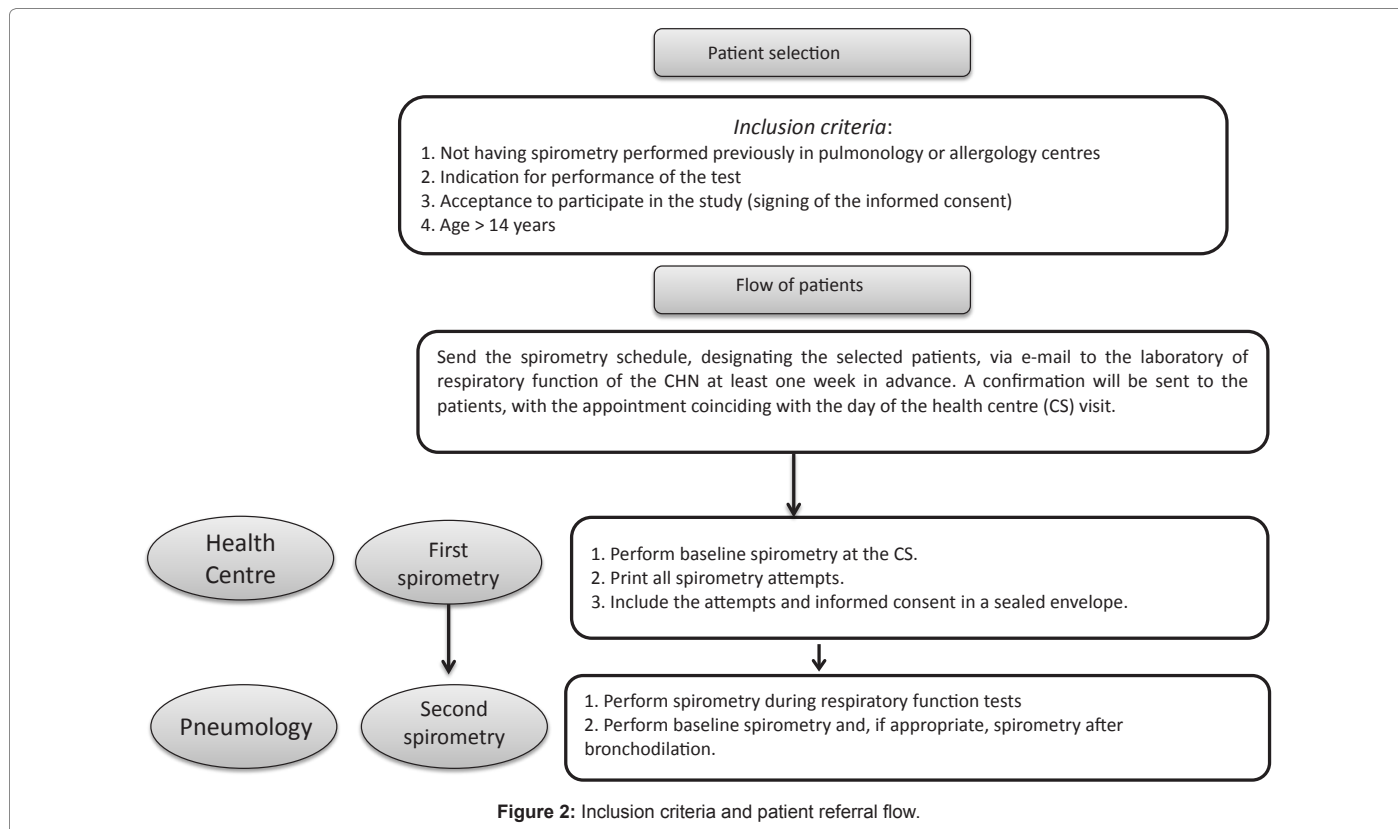 Patient selection
Inclusion criteria:
1. Not having spirometry performed previously in pulmonology or allergology centres
2. Indication for performance of the test
3. Acceptance to participate in the study (signing of the informed consent)
4. Age > 14 years
Flow of patients
Send the spirometry schedule, designating the selected patients, via e-mail to the laboratory of
respiratory function of the CHN at least one week in advance. A confirmation will be sent to the
patients, with the appointment coinciding with the day of the health centre (CS) visit.
Health
Centre
First
spirometry
1. Perform baseline spirometry at the CS.
2. Print all spirometry attempts.
3. Include the attempts and informed consent in a sealed envelope.
Pneumology
Second
spirometry
1. Perform spirometry during respiratory function tests
2. Perform baseline spirometry and, if appropriate, spirometry after
bronchodilation.
Figure 2: Inclusion criteria and patient referral flow.